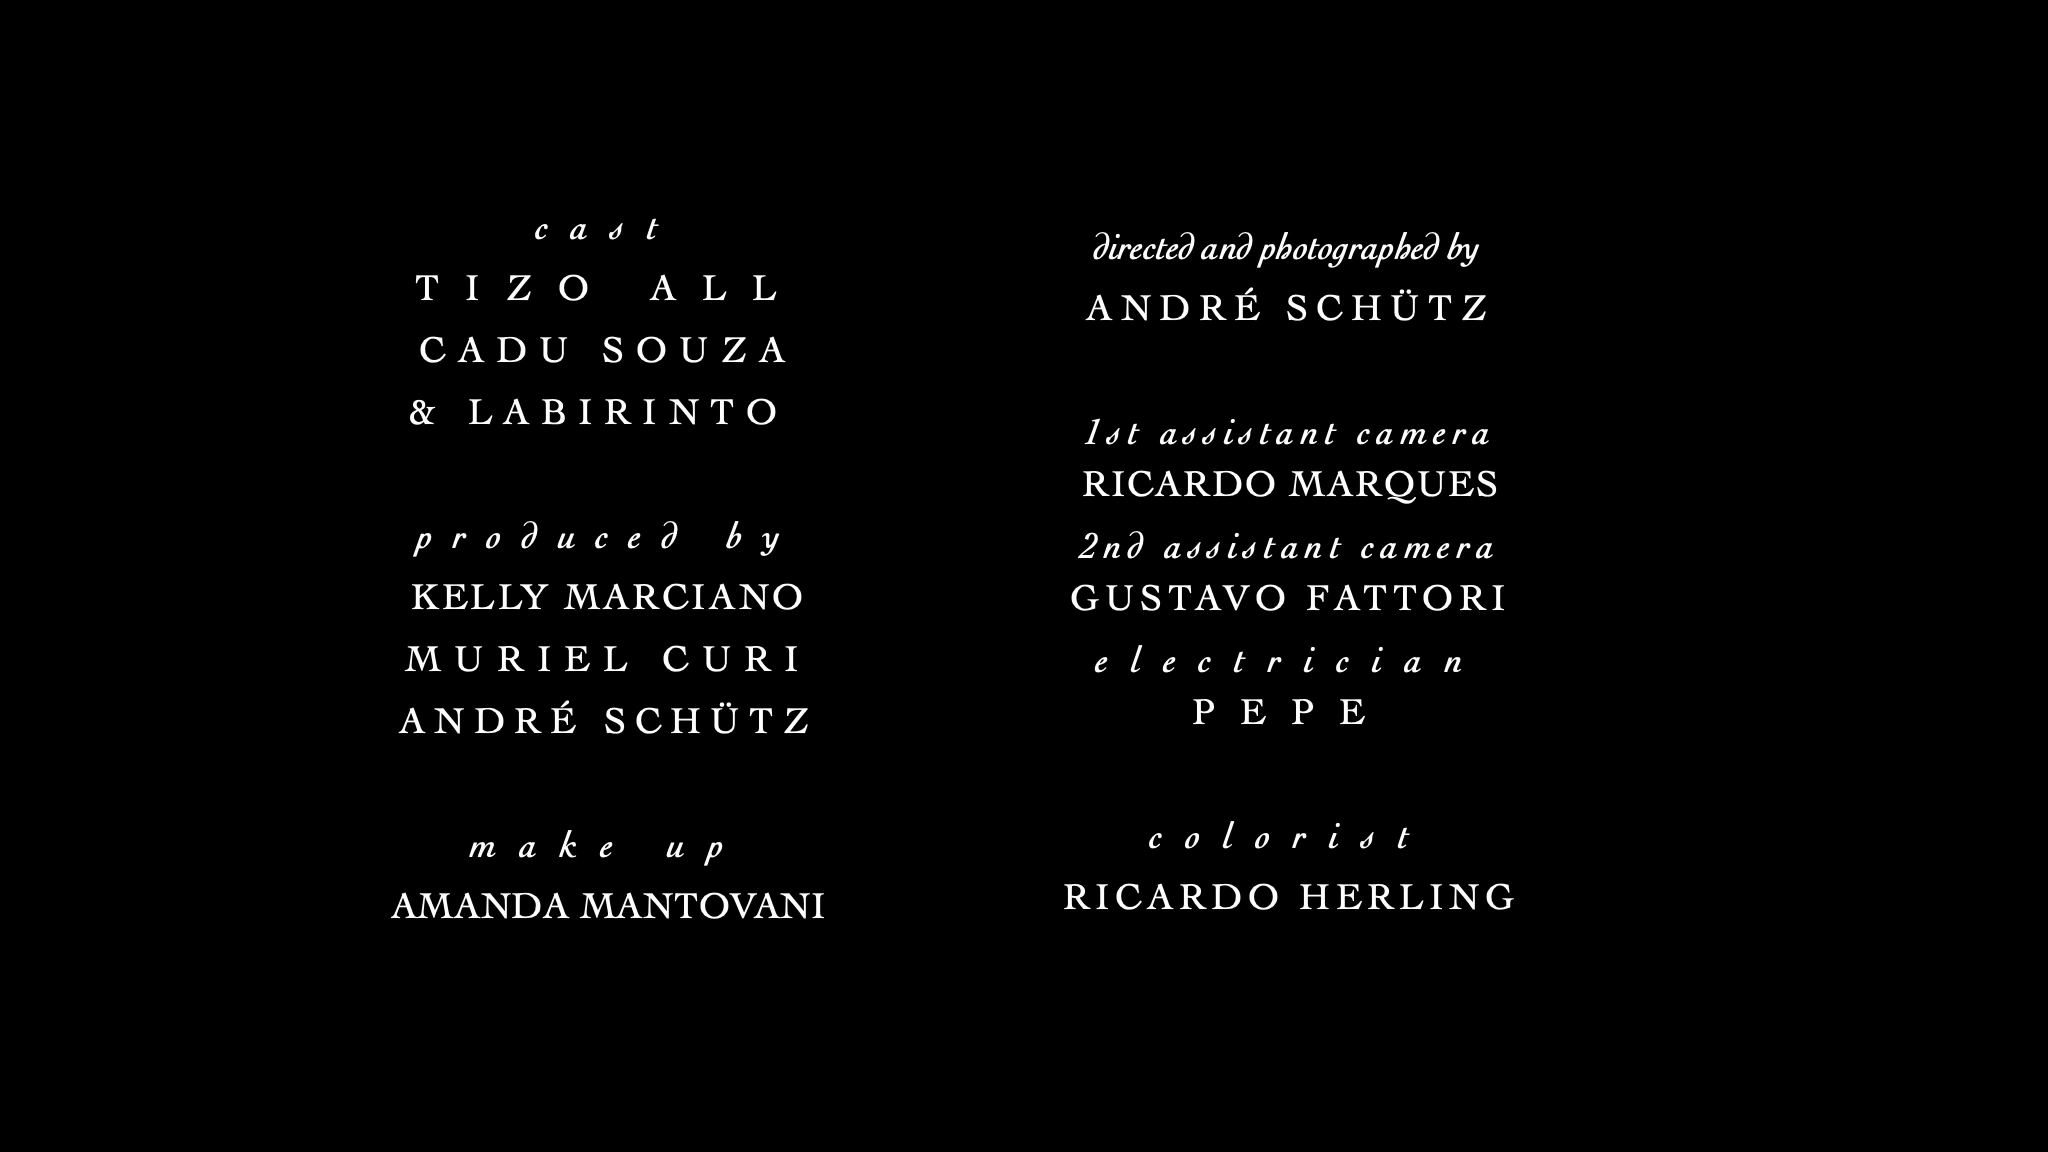 cast
TIZO ALL
CADU SOUZA
& LABIRINTO
produced by
KELLY MARCIANO
MURIEL CURI
ANDRÉ SCHÜTZ
make up
AMANDA MANTOVANI
directed and photographed by
ANDRÉ SCHÜTZ
1st assistant camera
RICARDO MARQUES
2nd assistant camera
GUSTAVO FATTORI
electrician
PEPE
colorist
RICARDO HERLING